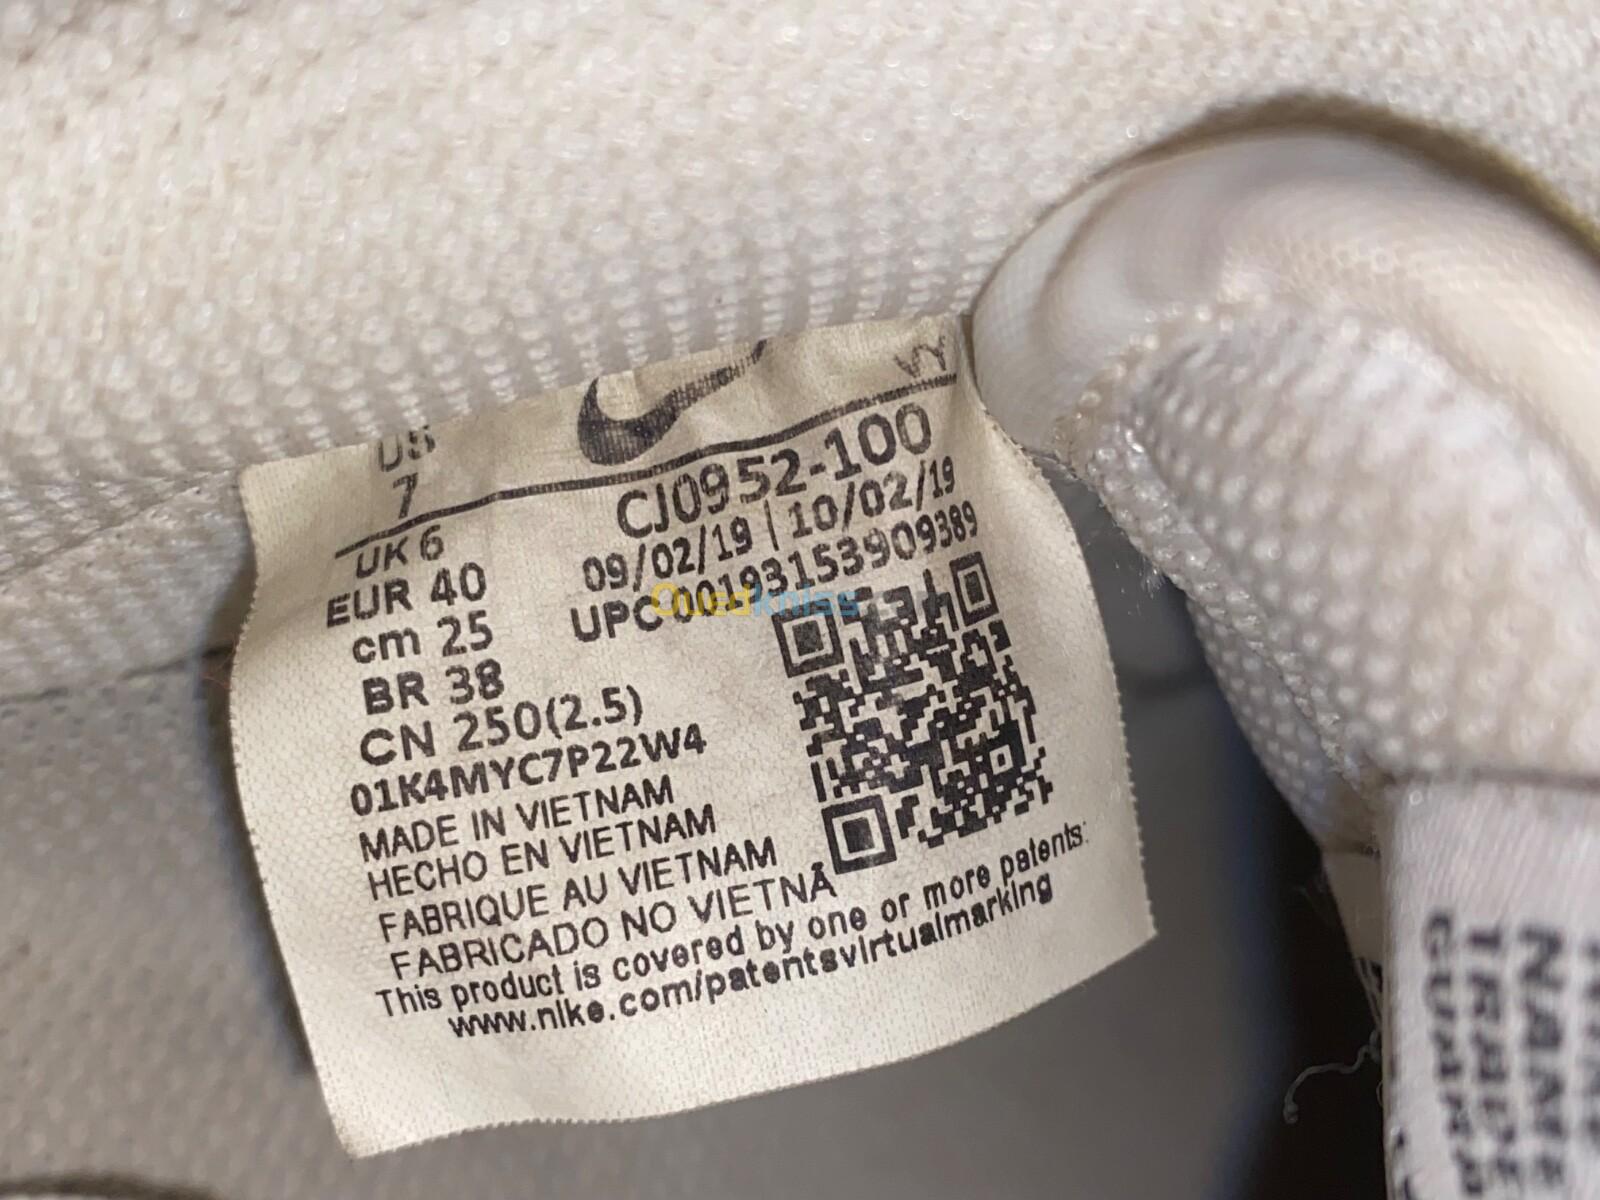 US
7
UK 6
EUR 40
cm 25
BR 38
CN 250(2.5)
01K4MYC7P22W4
CJ0952-100
09/02/19 | 10/02/19
UPC 00193153909389
MADE IN VIETNAM
HECHO EN VIETNAM
FABRIQUE AU VIETNAM
FABRICADO NO VIETNÃ
This product is covered by one or more patents:
www.nike.com/patentsvirtualmarking
Ouedkniss